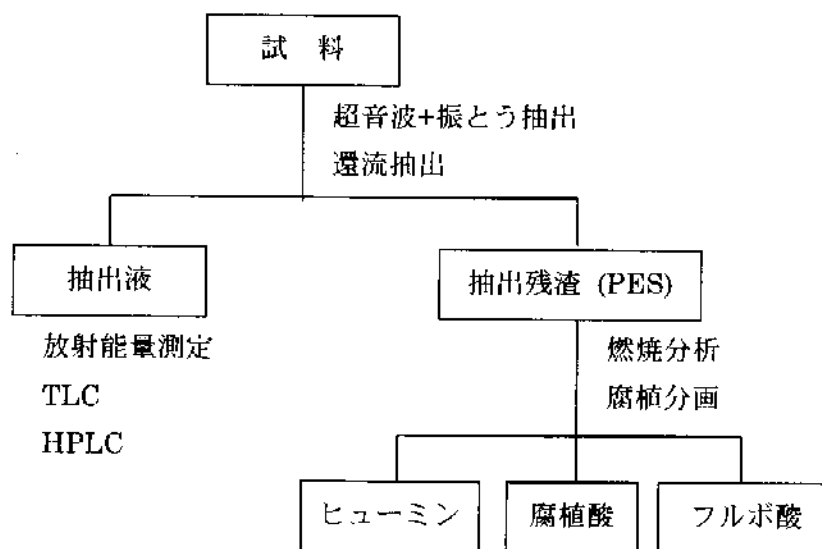 試 料
超音波+振とう抽出
還流抽出
抽出液
抽出残渣 (PES)
放射能量測定
TLC
HPLC
燃焼分析
腐植分画
ヒューミン
腐植酸
フルボ酸